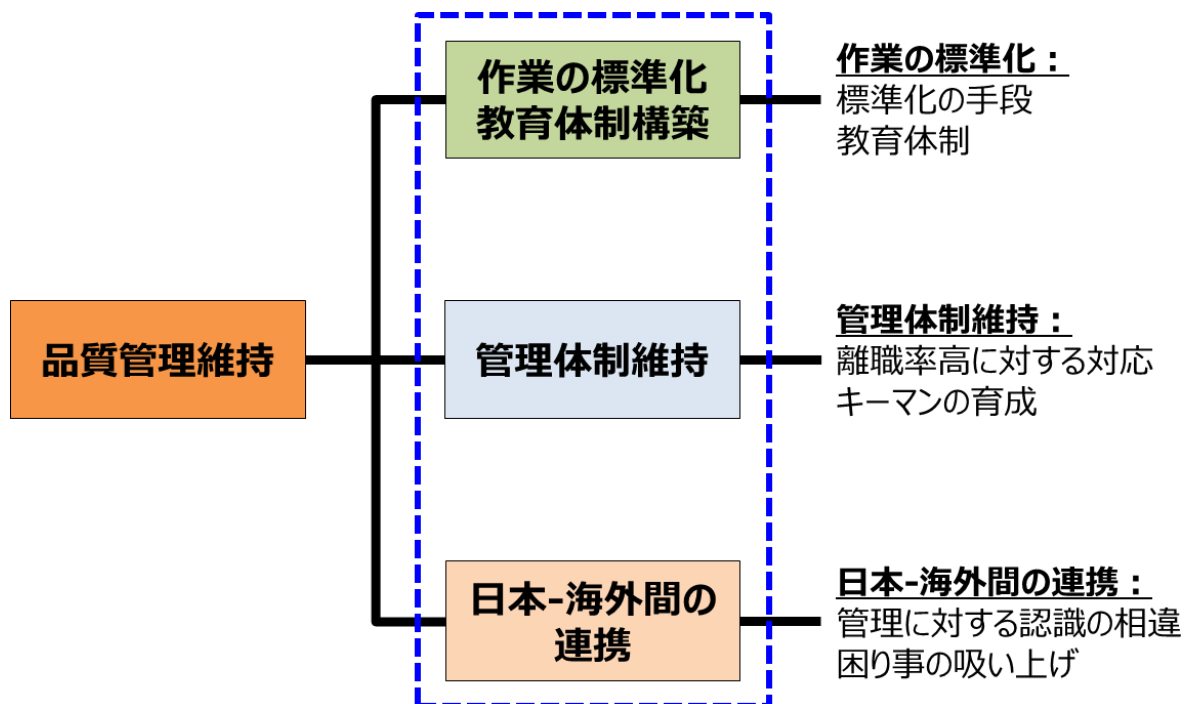 作業の標準化
教育体制構築
作業の標準化：
標準化の手段
教育体制
品質管理維持
管理体制維持
管理体制維持：
離職率高に対する対応
キーマンの育成
日本-海外間の
連携
日本-海外間の連携：
管理に対する認識の相違
困り事の吸い上げ